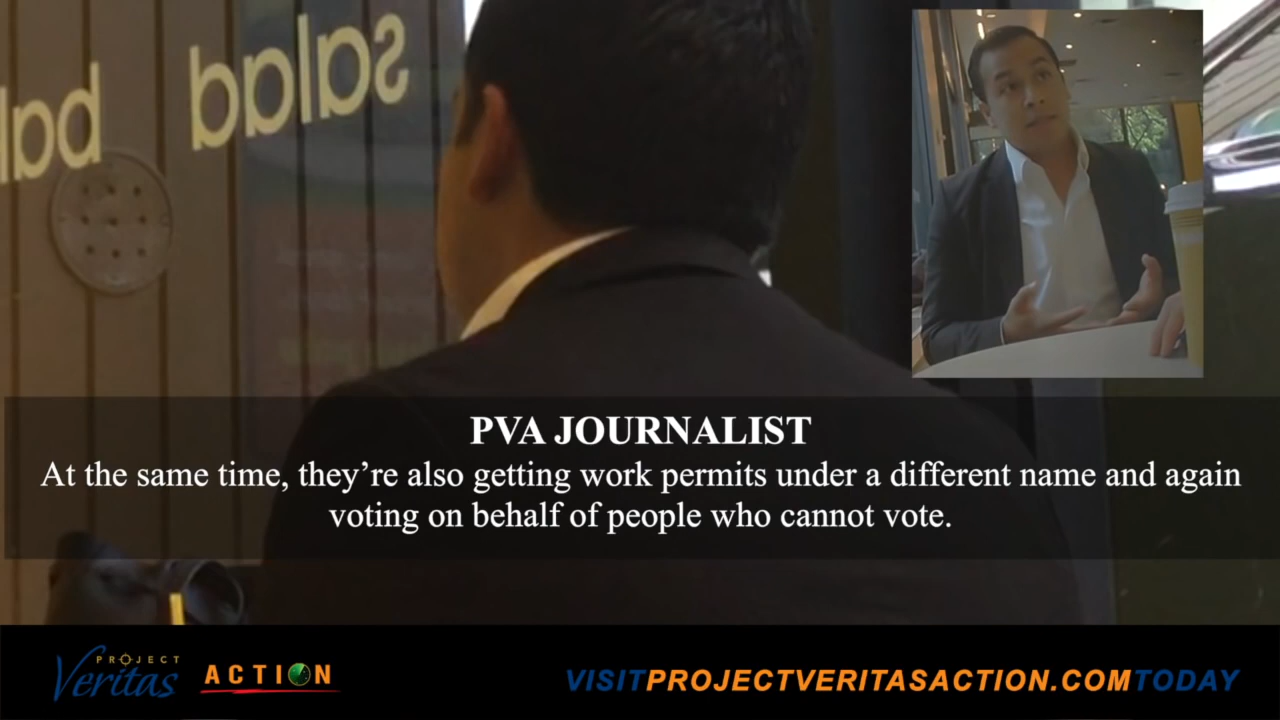 salad
PVA JOURNALIST
At the same time, they're also getting work permits under a different name and again
voting on behalf of people who cannot vote.
PROJECT
Veritas ACTION
VISITPROJECTVERITASACTION.COMTODAY